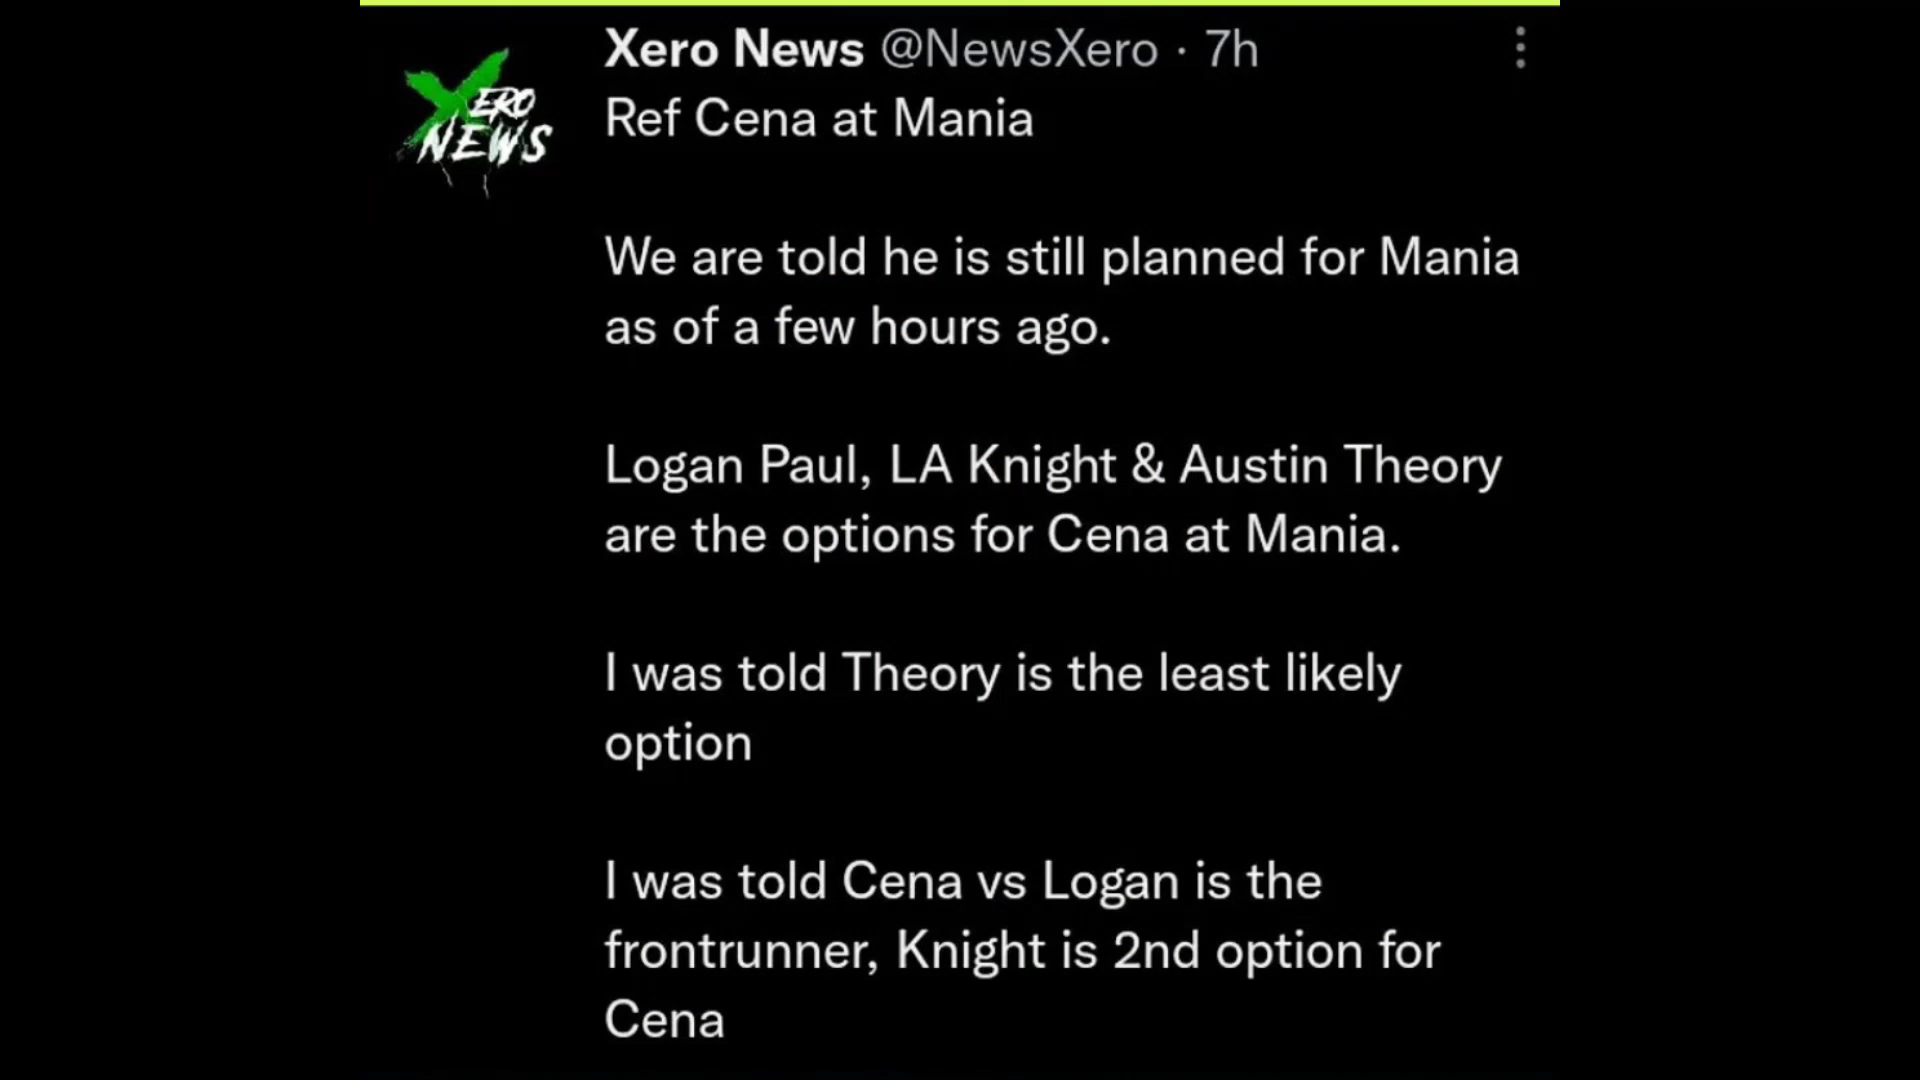 Xero News @NewsXero · 7h
XERO
NEWS
Ref Cena at Mania
We are told he is still planned for Mania
as of a few hours ago.
Logan Paul, LA Knight & Austin Theory
are the options for Cena at Mania.
I was told Theory is the least likely
option
I was told Cena vs Logan is the
frontrunner, Knight is 2nd option for
Cena